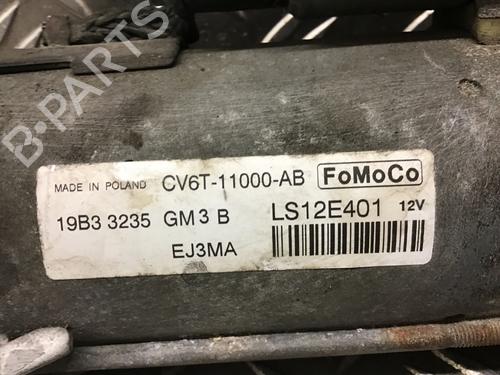 B-PARTS
MADE IN POLAND CV6T-11000-AB FoMoCo
19B3 3235 GM 3 B LS12E401 12V
EJ3MA